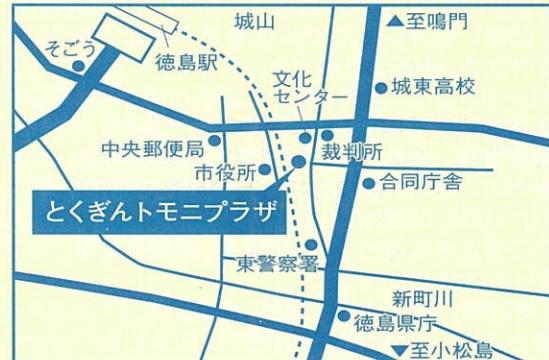 城山
▲至鳴門
そごう
徳島駅
城東高校
文化
センター
中央郵便局
裁判所
市役所
合同庁舎
とくぎんトモニプラザ
東警察署
新町川
徳島県庁
▼至小松島